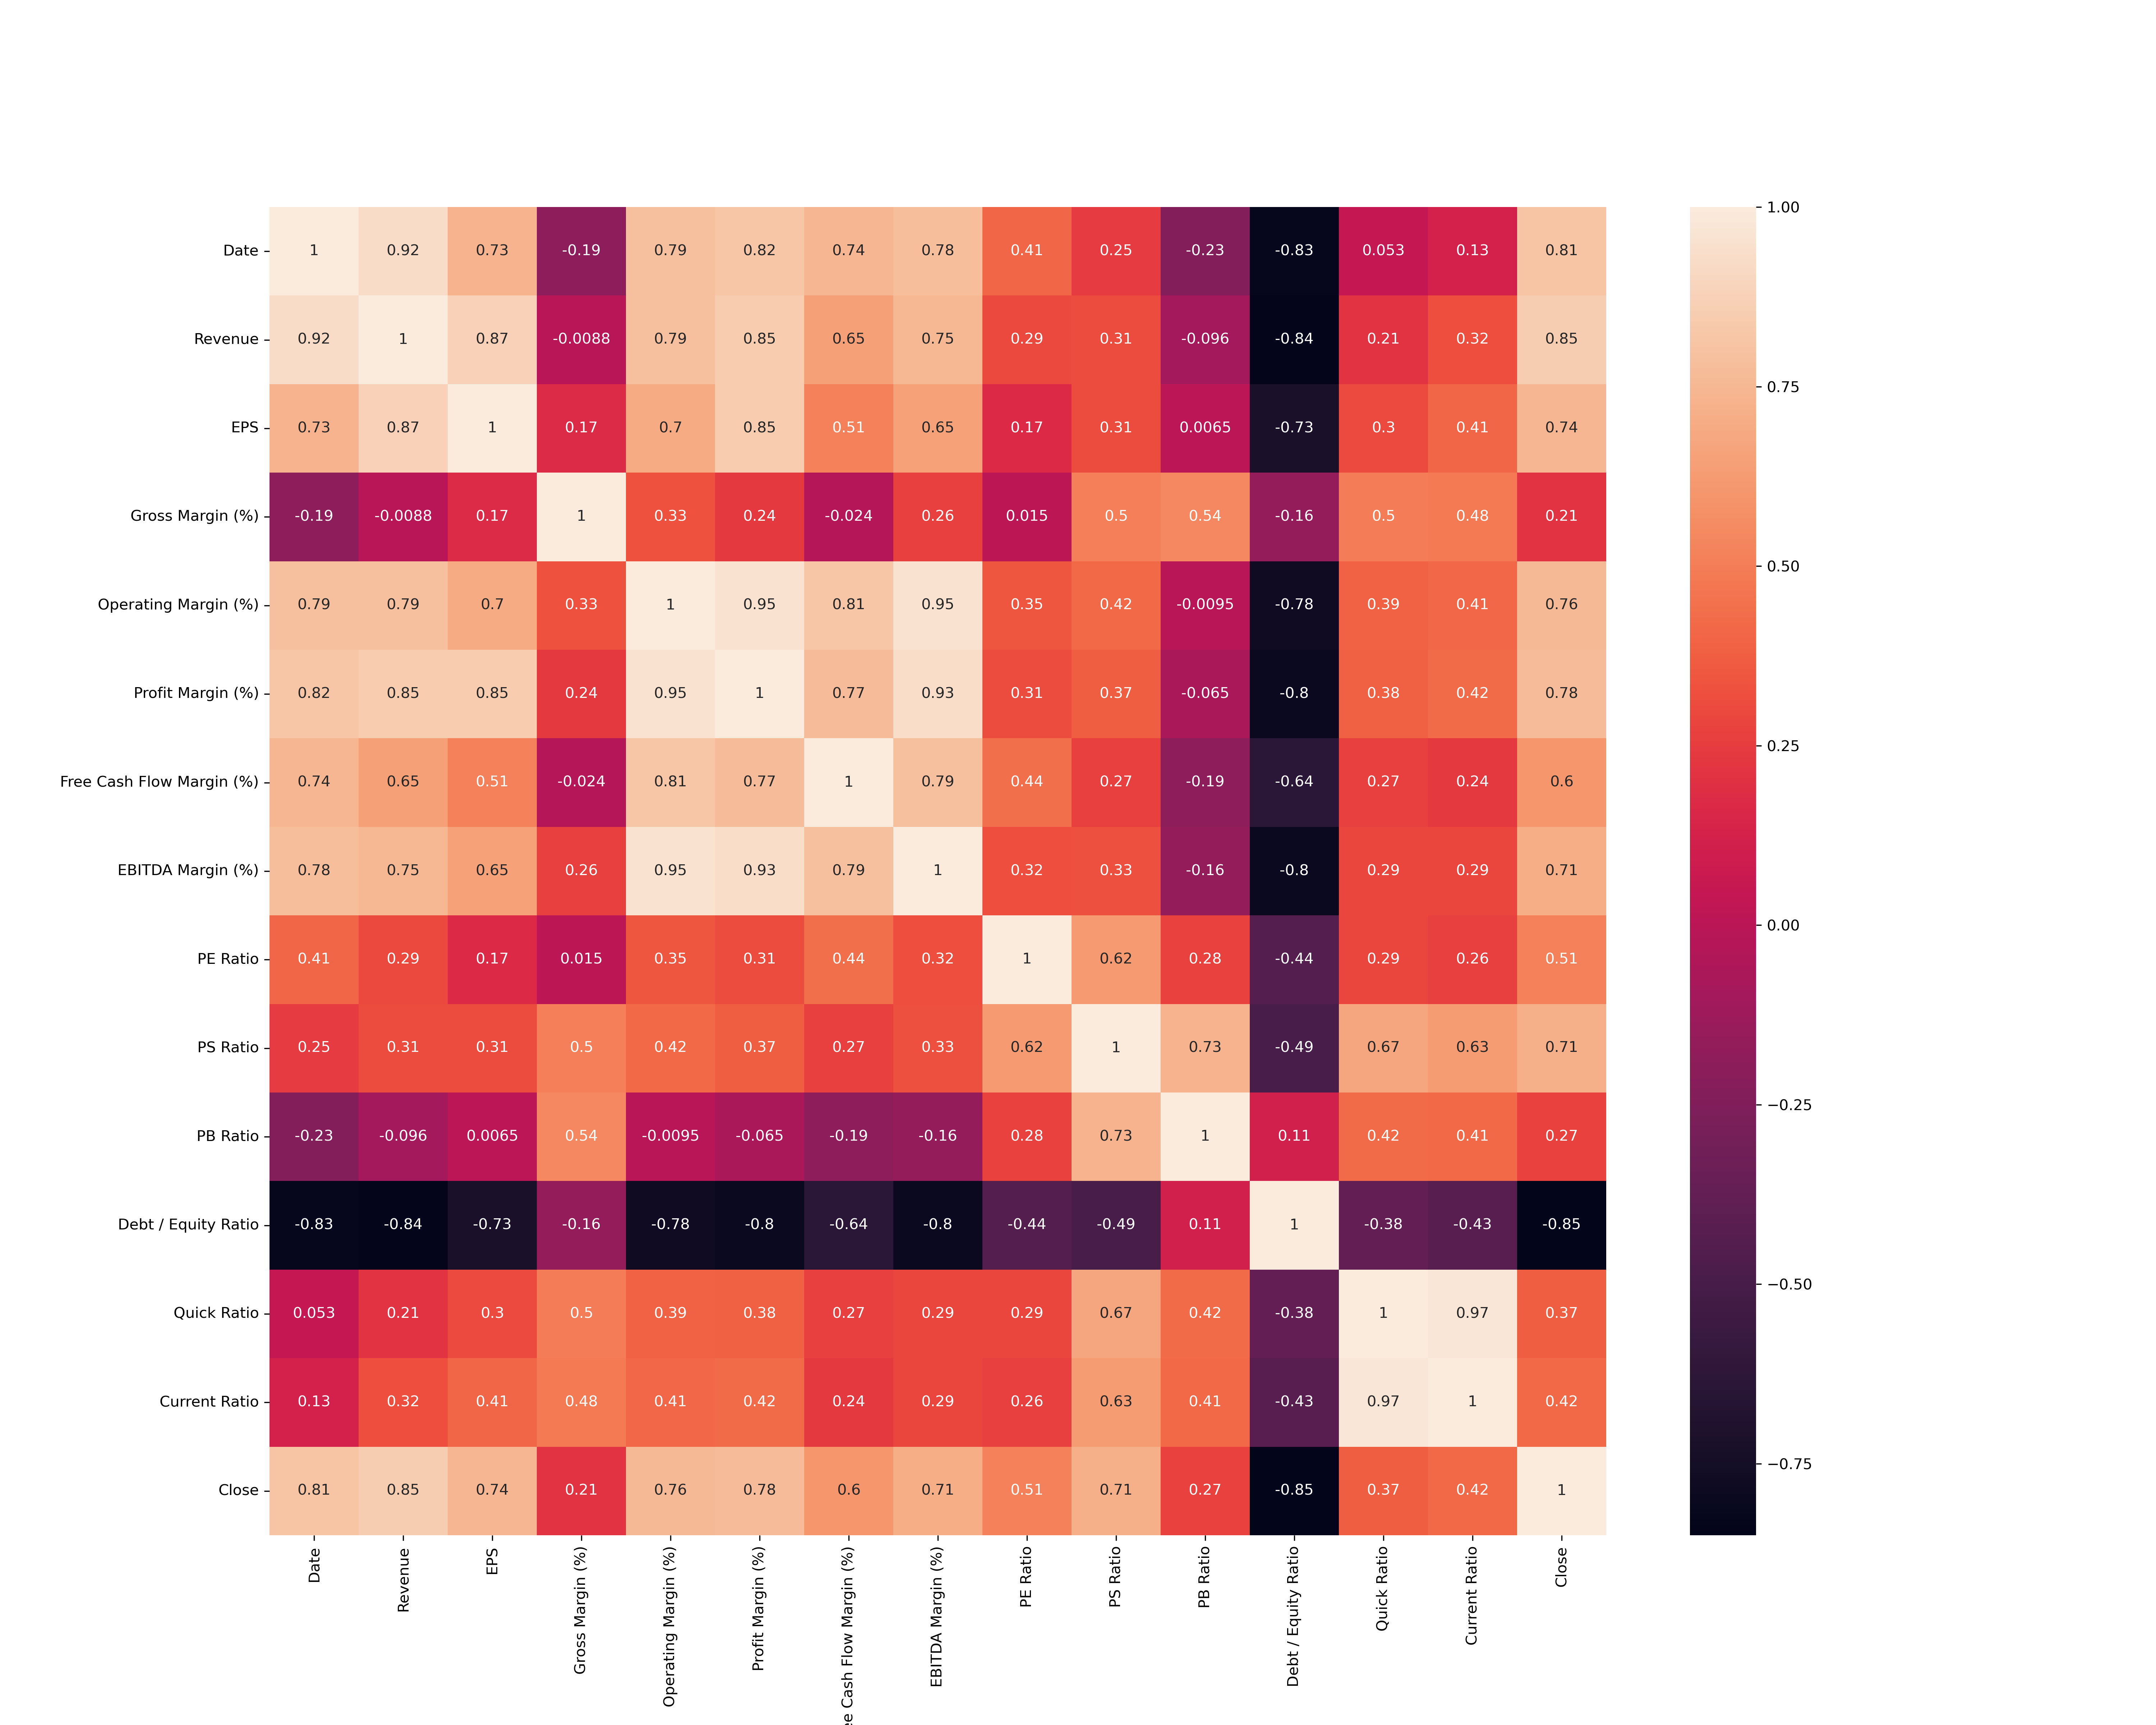 Date 1 0.92 0.73 -0.19 0.79 0.82 0.74 0.78 0.41 0.25 -0.23 -0.83 0.053 0.13 0.81
Revenue 0.92 1 0.87 -0.0088 0.79 0.85 0.65 0.75 0.29 0.31 -0.096 -0.84 0.21 0.32 0.85
EPS 0.73 0.87 1 0.17 0.7 0.85 0.51 0.65 0.17 0.31 0.0065 -0.73 0.3 0.41 0.74
Gross Margin (%) -0.19 -0.0088 0.17 1 0.33 0.24 -0.024 0.26 0.015 0.5 0.54 -0.16 0.5 0.48 0.21
Operating Margin (%) 0.79 0.79 0.7 0.33 1 0.95 0.81 0.95 0.35 0.42 -0.0095 -0.78 0.39 0.41 0.76
Profit Margin (%) 0.82 0.85 0.85 0.24 0.95 1 0.77 0.93 0.31 0.37 -0.065 -0.8 0.38 0.42 0.78
Free Cash Flow Margin (%) 0.74 0.65 0.51 -0.024 0.81 0.77 1 0.79 0.44 0.27 -0.19 -0.64 0.27 0.24 0.6
EBITDA Margin (%) 0.78 0.75 0.65 0.26 0.95 0.93 0.79 1 0.32 0.33 -0.16 -0.8 0.29 0.29 0.71
PE Ratio 0.41 0.29 0.17 0.015 0.35 0.31 0.44 0.32 1 0.62 0.28 -0.44 0.29 0.26 0.51
PS Ratio 0.25 0.31 0.31 0.5 0.42 0.37 0.27 0.33 0.62 1 0.73 -0.49 0.67 0.63 0.71
PB Ratio -0.23 -0.096 0.0065 0.54 -0.0095 -0.065 -0.19 -0.16 0.28 0.73 1 0.11 0.42 0.41 0.27
Debt / Equity Ratio -0.83 -0.84 -0.73 -0.16 -0.78 -0.8 -0.64 -0.8 -0.44 -0.49 0.11 1 -0.38 -0.43 -0.85
Quick Ratio 0.053 0.21 0.3 0.5 0.39 0.38 0.27 0.29 0.29 0.67 0.42 -0.38 1 0.97 0.37
Current Ratio 0.13 0.32 0.41 0.48 0.41 0.42 0.24 0.29 0.26 0.63 0.41 -0.43 0.97 1 0.42
Close 0.81 0.85 0.74 0.21 0.76 0.78 0.6 0.71 0.51 0.71 0.27 -0.85 0.37 0.42 1
Date
Revenue
EPS
Gross Margin (%)
Operating Margin (%)
Profit Margin (%)
ee Cash Flow Margin (%)
EBITDA Margin (%)
PE Ratio
PS Ratio
PB Ratio
Debt / Equity Ratio
Quick Ratio
Current Ratio
Close
1.00
0.75
0.50
0.25
0.00
−0.25
−0.50
−0.75